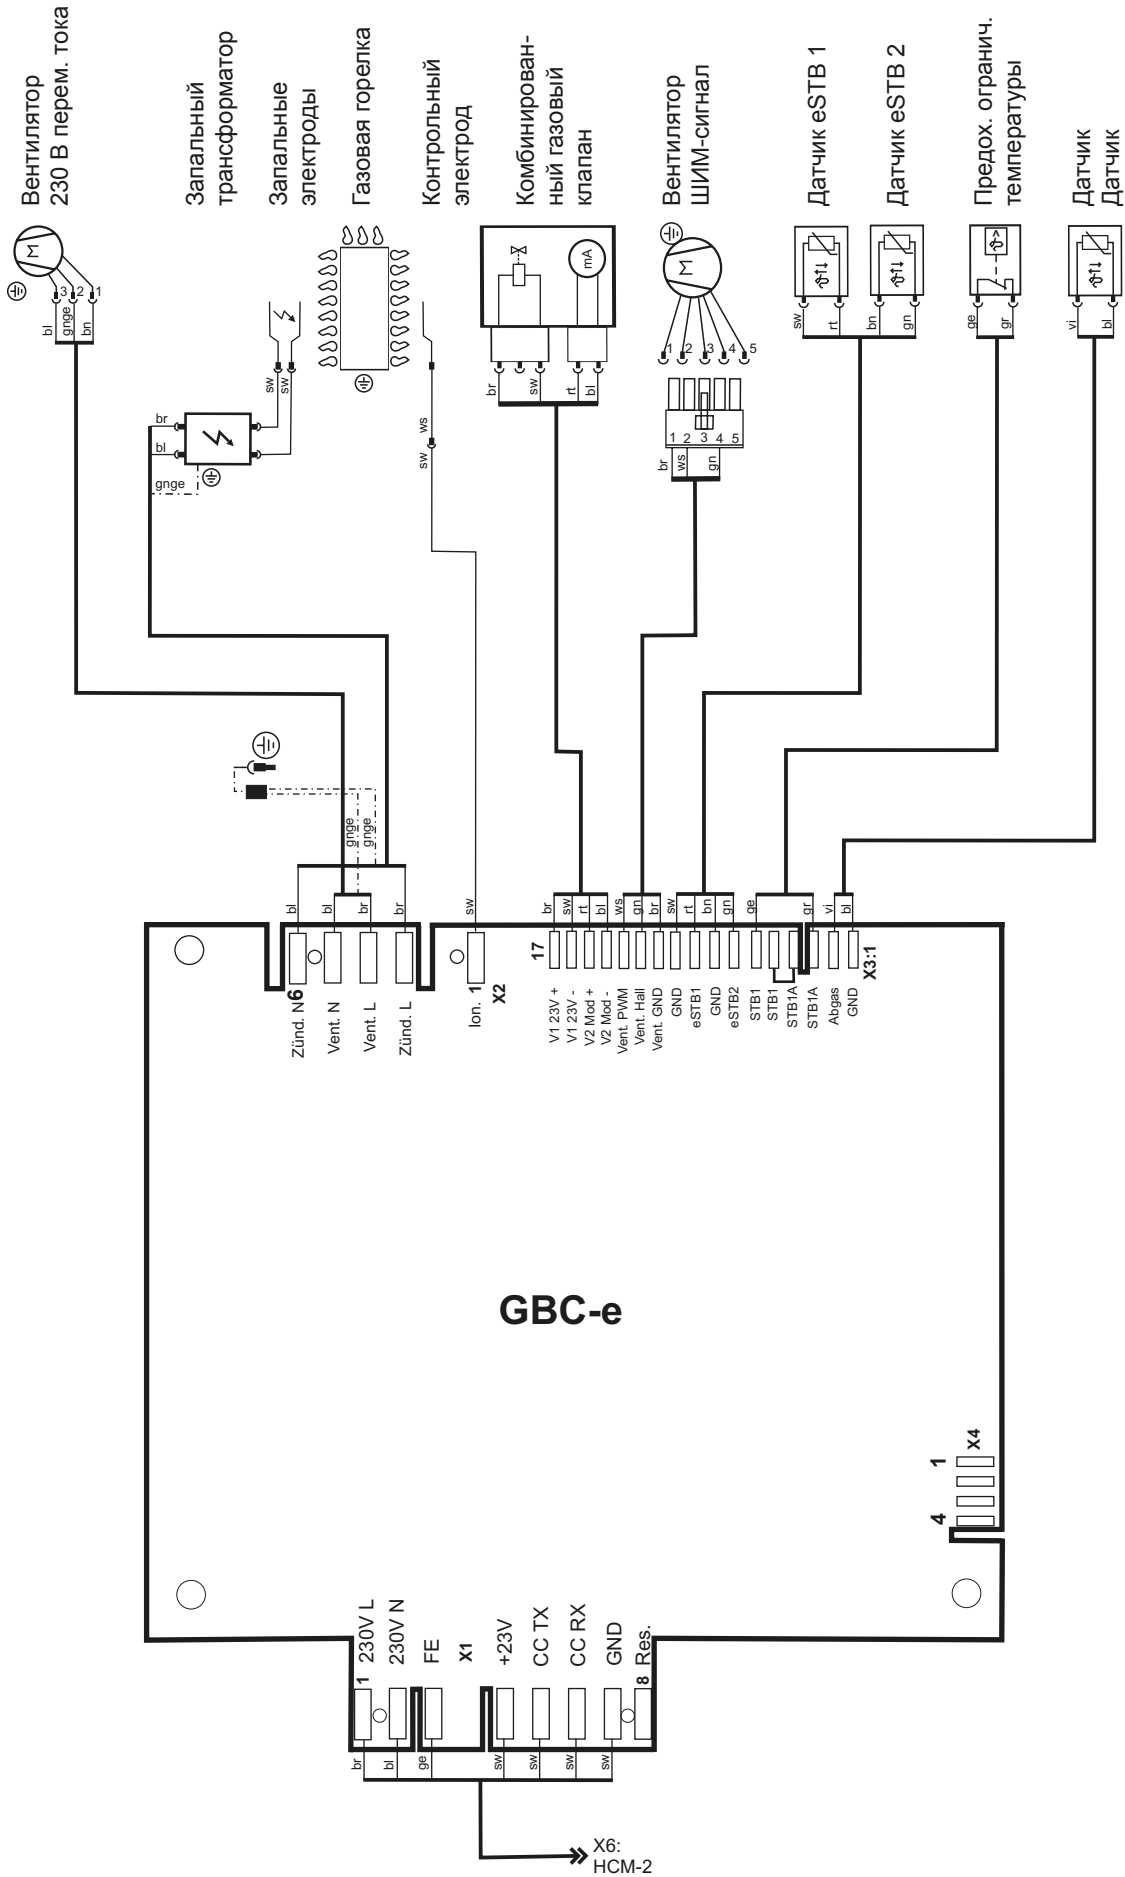 Вентилятор
230 В перем. тока
Запальный
трансформатор
Запальные
электроды
Газовая горелка
Контрольный
электрод
Комбинирован-
ный газовый
клапан
Вентилятор
ШИМ-сигнал
Датчик eSTB 1
Датчик eSTB 2
Предох. огранич.
температуры
Датчик
Датчик
M
3 2 1
bl
gnge
bn
br
bl
gnge
sw
sw
ws
sw
mA
br
sw
rt
bl
M
1
2
3
4
5
1 2 3 4 5
br
ws
gn
sw
rt
bn
gn
ge
gr
vi
bl
gnge
gnge
bl
bl
br
br
sw
br
sw
rt
bl
ws
gn
br
sw
rt
bn
gn
ge
gr
vi
bl
Zünd. N 6
Vent. N
Vent. L
Zünd. L
Ion. 1
X2
17
V1 23V +
V1 23V -
V2 Mod +
V2 Mod -
Vent. PWM
Vent. Hall
Vent. GND
GND
eSTB1
GND
eSTB2
STB1
STB1
STB1A
STB1A
Abgas
GND
X3:1
GBC-e
1
X4
4
1
230V L
230V N
FE
X1
+23V
CC TX
CC RX
GND
8
Res.
br
bl
ge
sw
sw
sw
sw
X6:
HCM-2